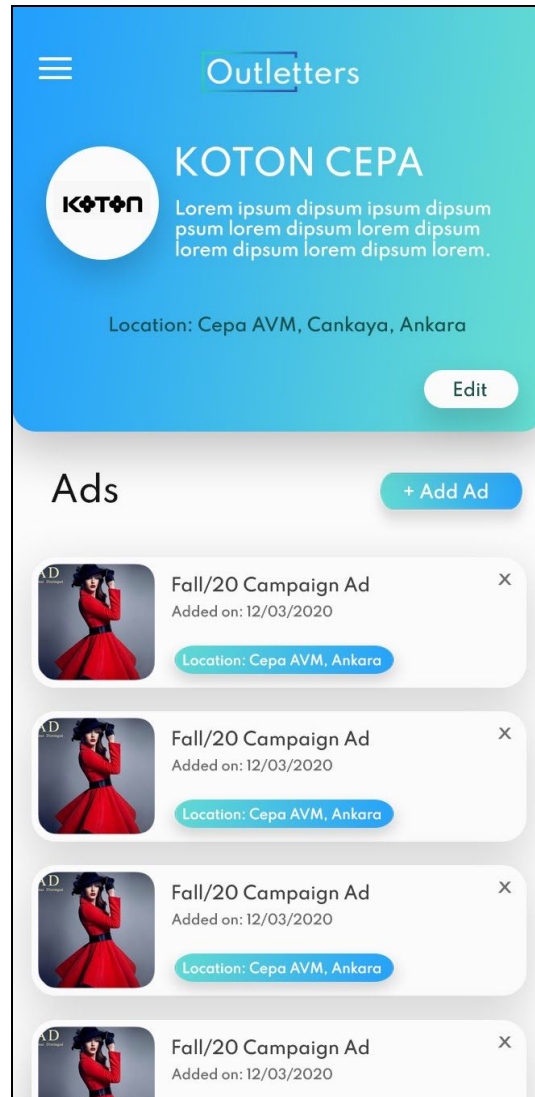 Outletters
KOTON CEPA
KOTON
Lorem ipsum dipsum ipsum dipsum
psum lorem dipsum lorem dipsum
lorem dipsum lorem dipsum lorem.
Location: Cepa AVM, Cankaya, Ankara
Edit
Ads
+ Add Ad
AD
Fall/20 Campaign Ad
X
Added on: 12/03/2020
Location: Cepa AVM, Ankara
AD
Fall/20 Campaign Ad
X
Added on: 12/03/2020
Location: Cepa AVM, Ankara
AD
Fall/20 Campaign Ad
X
Added on: 12/03/2020
Location: Cepa AVM, Ankara
AD
Fall/20 Campaign Ad
X
Added on: 12/03/2020